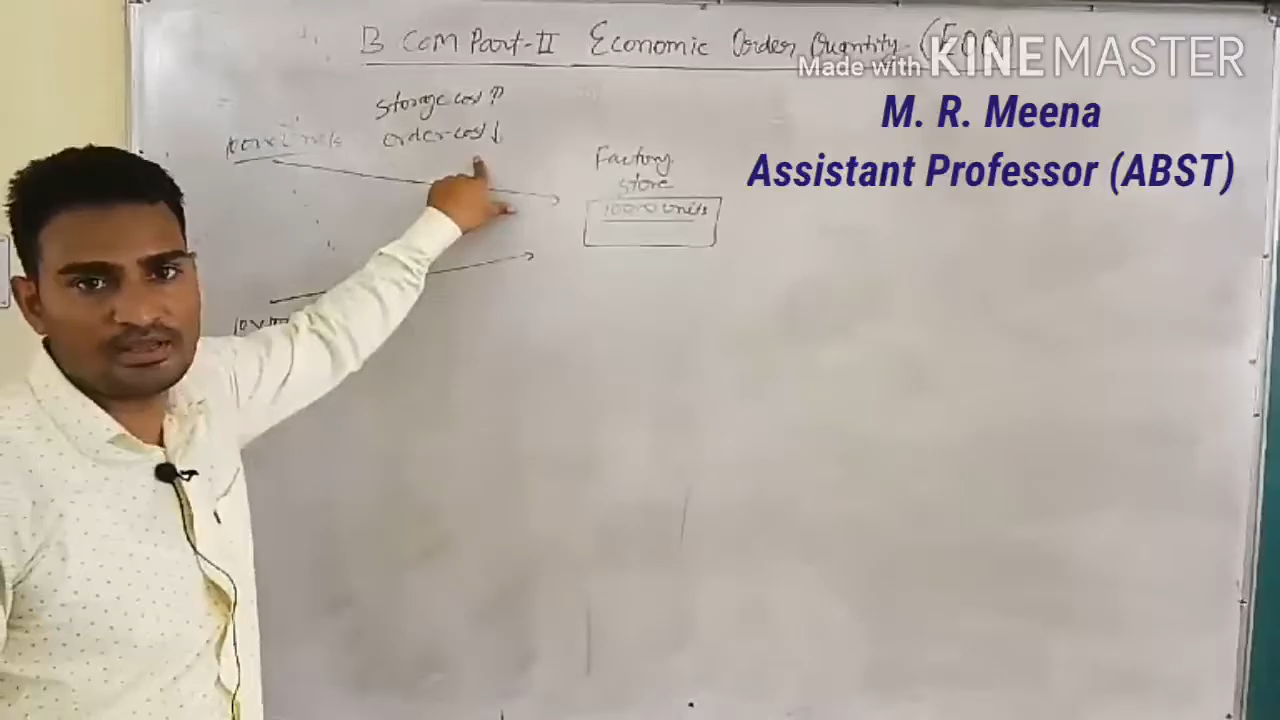 B Com Part-II Economic Order Quantity (EOQ)
Made with KINEMASTER
M. R. Meena
Assistant Professor (ABST)
Storage cost ↑
order cost ↓
Factory
store
units